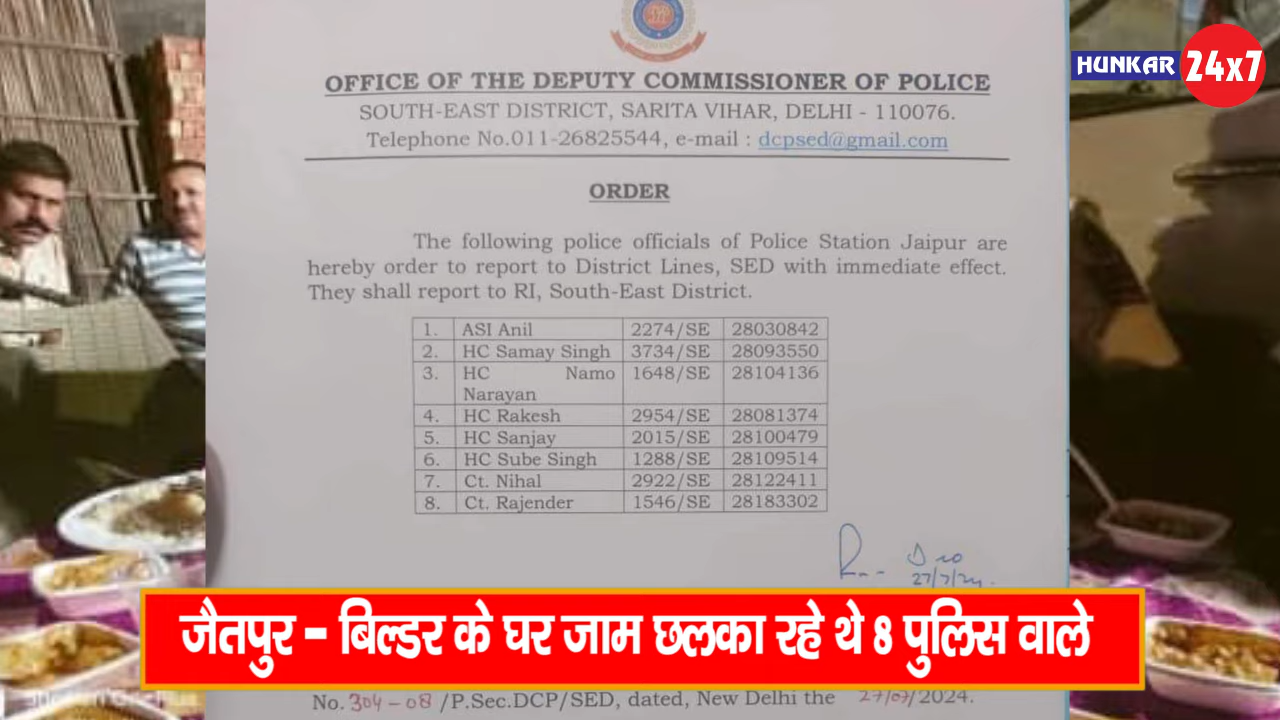 HUNKAR 24x7
OFFICE OF THE DEPUTY COMMISSIONER OF POLICE
SOUTH-EAST DISTRICT, SARITA VIHAR, DELHI - 110076.
Telephone No.011-26825544, e-mail : dcpsed@gmail.com
ORDER
The following police officials of Police Station Jaipur are
hereby order to report to District Lines, SED with immediate effect.
They shall report to RI, South-East District.
1. ASI Anil 2274/SE 28030842
2. HC Samay Singh 3734/SE 28093550
3. HC Namo 1648/SE 28104136
Narayan
4. HC Rakesh 2954/SE 28081374
5. HC Sanjay 2015/SE 28100479
6. HC Sube Singh 1288/SE 28109514
7. Ct. Nihal 2922/SE 28122411
8. Ct. Rajender 1546/SE 28183302
जैतपुर - बिल्डर के घर जाम छलका रहे थे 8 पुलिस वाले
No. 304-08 /P.Sec.DCP/SED, dated, New Delhi the 27/07/2024.